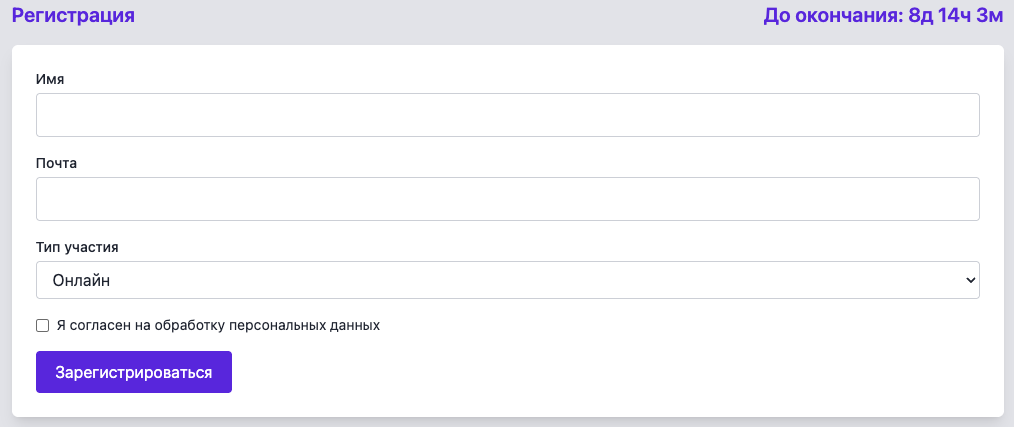 Регистрация
До окончания: 8д 14ч 3м
Имя
Почта
Тип участия
Онлайн
Я согласен на обработку персональных данных
Зарегистрироваться